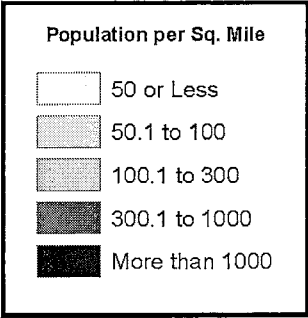 Population per Sq. Mile
50 or Less
50.1 to 100
100.1 to 300
300.1 to 1000
More than 1000